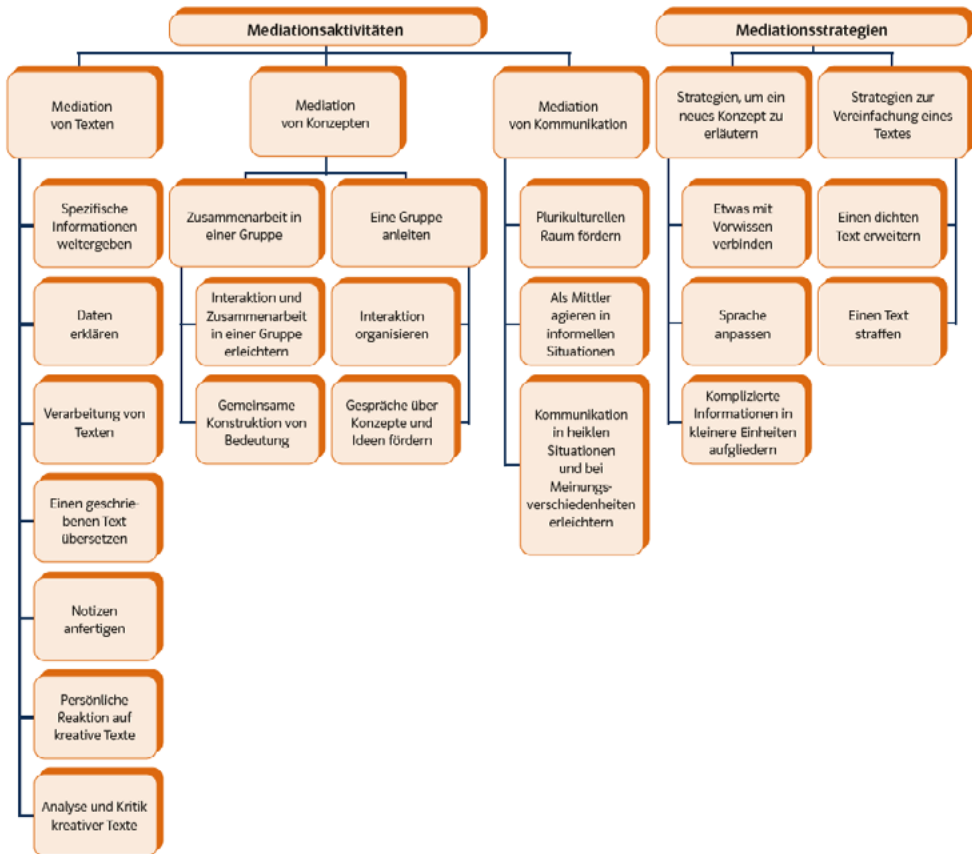 Mediationsaktivitäten
Mediation
von Texten
Spezifische
Informationen
weitergeben
Daten
erklären
Verarbeitung von
Texten
Einen geschrie-
benen Text
übersetzen
Notizen
anfertigen
Persönliche
Reaktion auf
kreative Texte
Analyse und Kritik
kreativer Texte
Mediation
von Konzepten
Zusammenarbeit in
einer Gruppe
Interaktion und
Zusammenarbeit
in einer Gruppe
erleichtern
Gemeinsame
Konstruktion von
Bedeutung
Eine Gruppe
anleiten
Interaktion
organisieren
Gespräche über
Konzepte und
Ideen fördern
Mediation
von Kommunikation
Plurikulturellen
Raum fördern
Als Mittler
agieren in
informellen
Situationen
Kommunikation
in heiklen
Situationen
und bei
Meinungs-
verschiedenheiten
erleichtern
Mediationsstrategien
Strategien, um ein
neues Konzept zu
erläutern
Etwas mit
Vorwissen
verbinden
Sprache
anpassen
Komplizierte
Informationen in
kleinere Einheiten
aufgliedern
Strategien zur
Vereinfachung eines
Textes
Einen dichten
Text erweitern
Einen Text
straffen